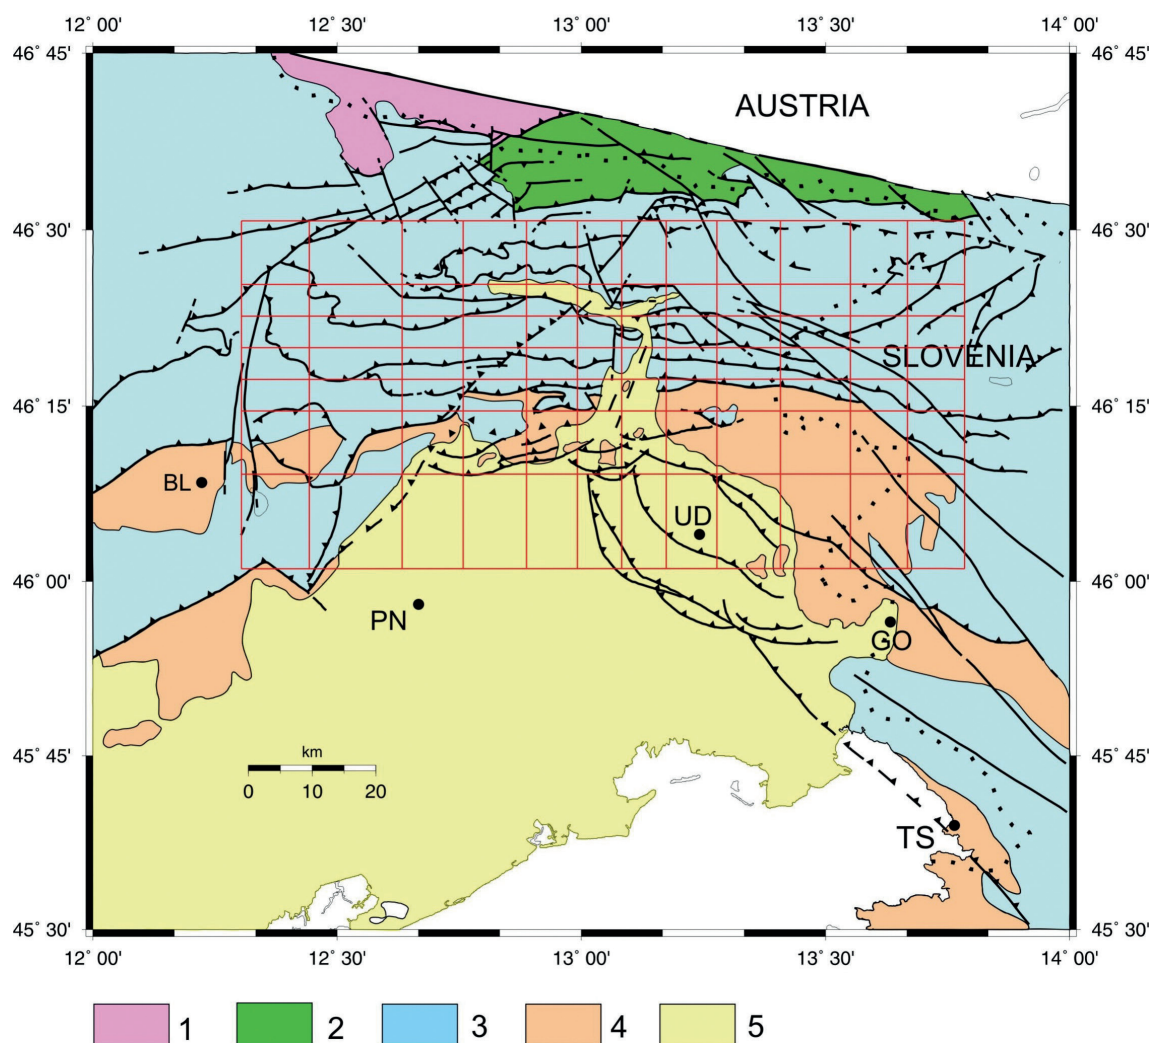 12° 00' 12° 30' 13° 00' 13° 30' 14° 00'
46° 45' 46° 45'
AUSTRIA
46° 30' 46° 30'
SLOVENIA
46° 15' 46° 15'
BL
UD
46° 00' 46° 00'
PN
GO
km
45° 45' 45° 45'
0 10 20
TS
45° 30' 45° 30'
12° 00' 12° 30' 13° 00' 13° 30' 14° 00'
1 2 3 4 5